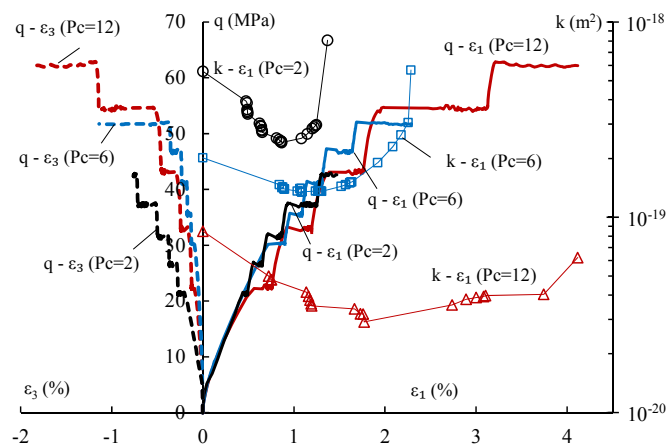 70 q (MPa) k (m²) 10⁻¹⁸
q - ε₃ (Pc=12)
q - ε₁ (Pc=12)
60
k - ε₁ (Pc=2)
50
q - ε₃ (Pc=6)
k - ε₁ (Pc=6)
40
q - ε₁ (Pc=6)
10⁻¹⁹
30
q - ε₁ (Pc=2)
q - ε₃ (Pc=2)
k - ε₁ (Pc=12)
20
10
ε₃ (%) ε₁ (%)
0 10⁻²⁰
-2 -1 0 1 2 3 4